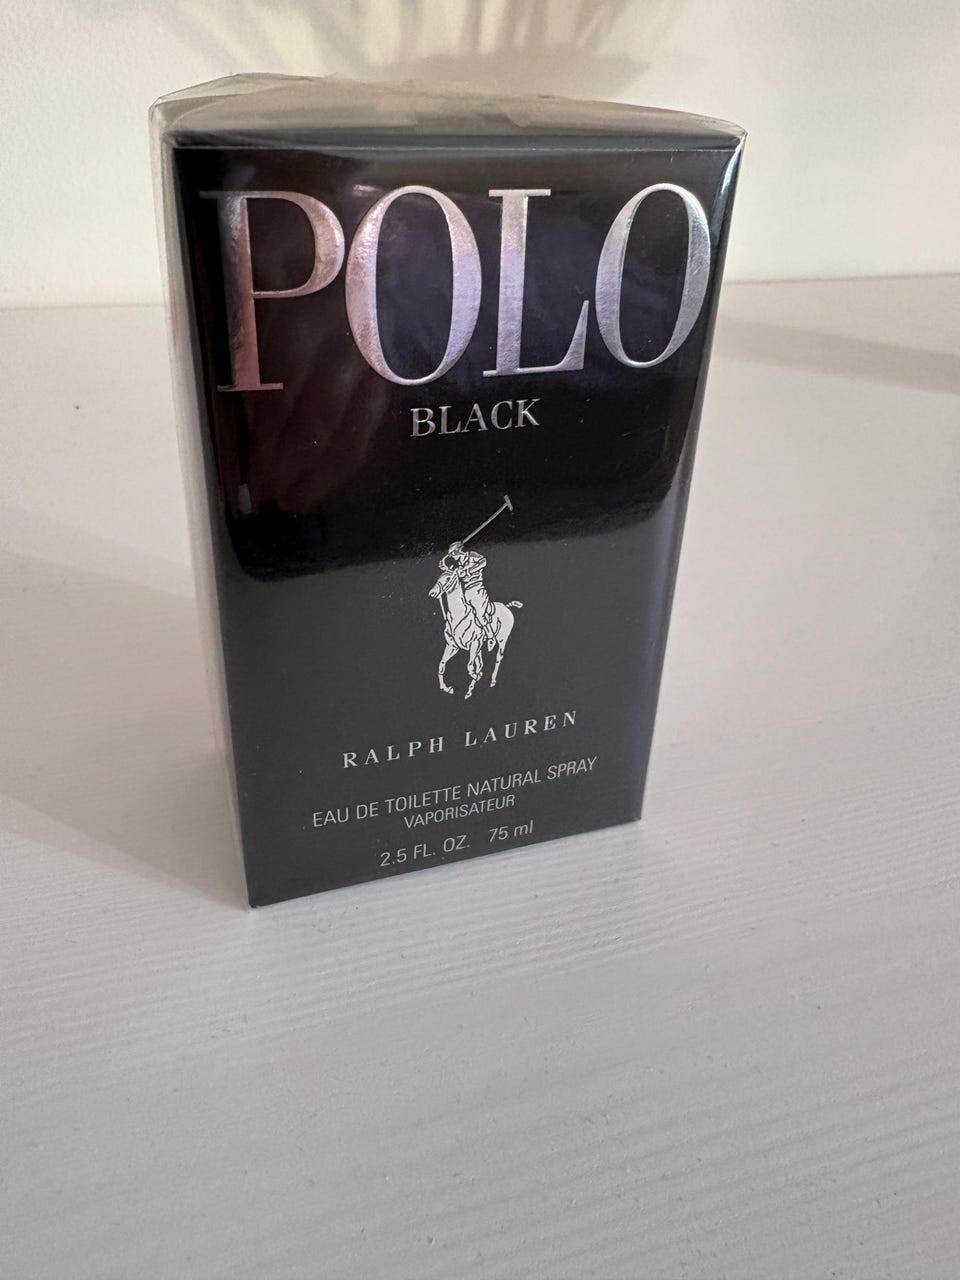 POLO
BLACK
RALPH LAUREN
EAU DE TOILETTE NATURAL SPRAY
VAPORISATEUR
2.5 FL. OZ. 75 ml